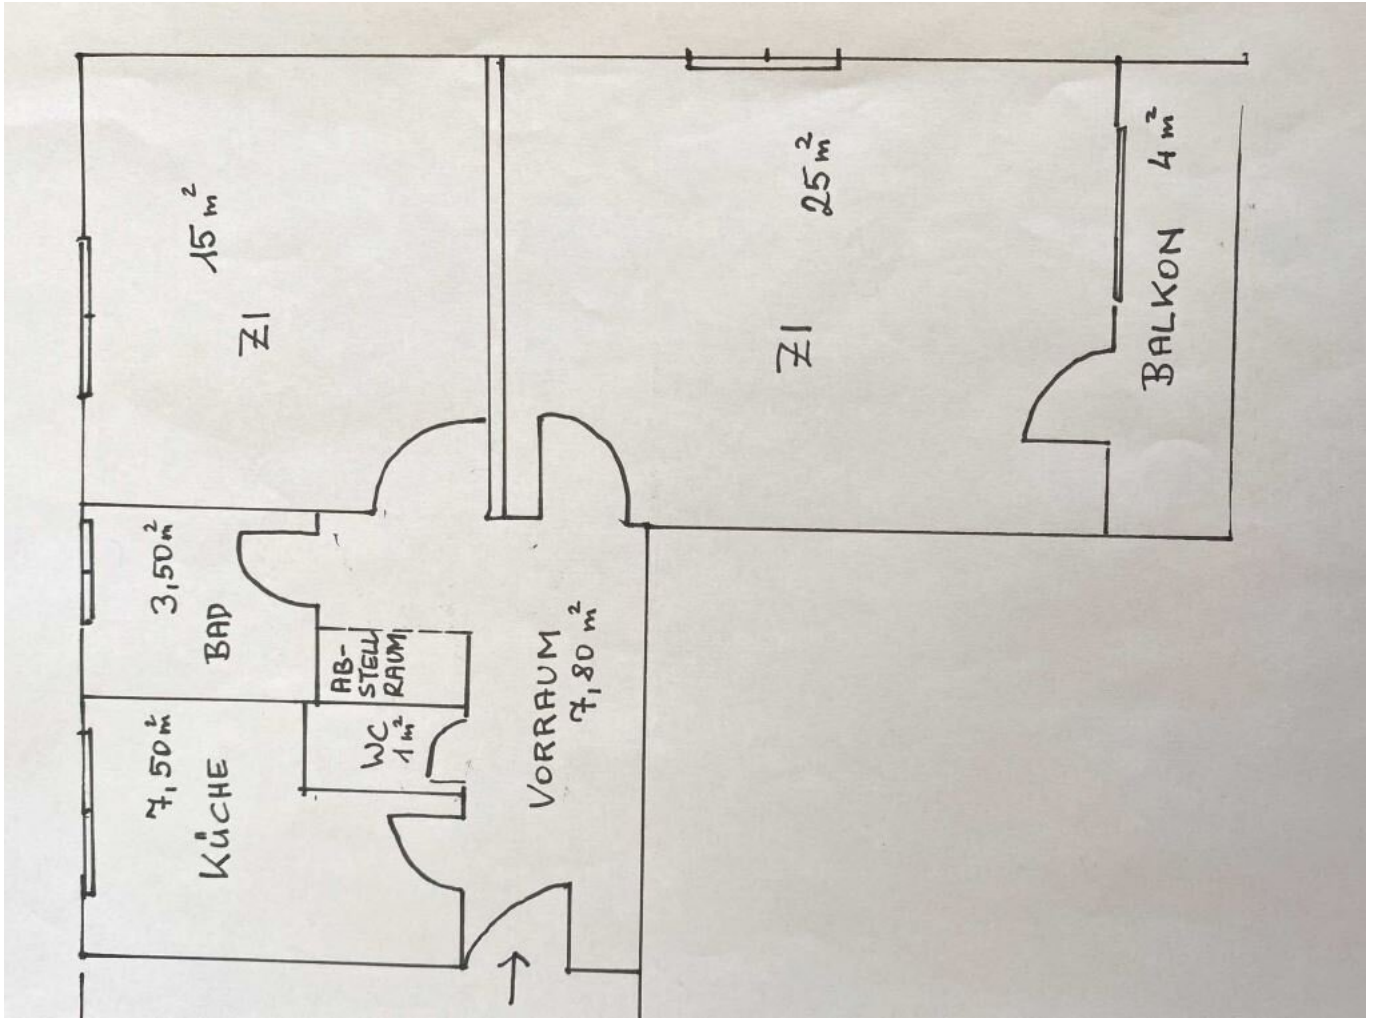 ZI 15 m²
ZI 25 m²
BALKON 4 m²
BAD 3,50 m²
AB-
STELL
RAUM
KÜCHE 7,50 m²
WC
1 m²
VORRAUM
7,80 m²